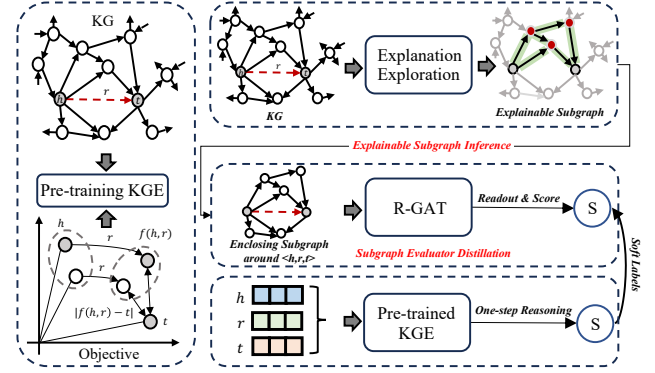 KG
h
r
t
Pre-training KGE
h
r
f(h,r)
r
|f(h,r) − t|
t
Objective
h
r
t
KG
Explanation
Exploration
Explainable Subgraph
Explainable Subgraph Inference
Enclosing Subgraph
around <h,r,t>
R-GAT
Readout & Score
S
Subgraph Evaluator Distillation
Soft Labels
h
r
t
Pre-trained
KGE
One-step Reasoning
S